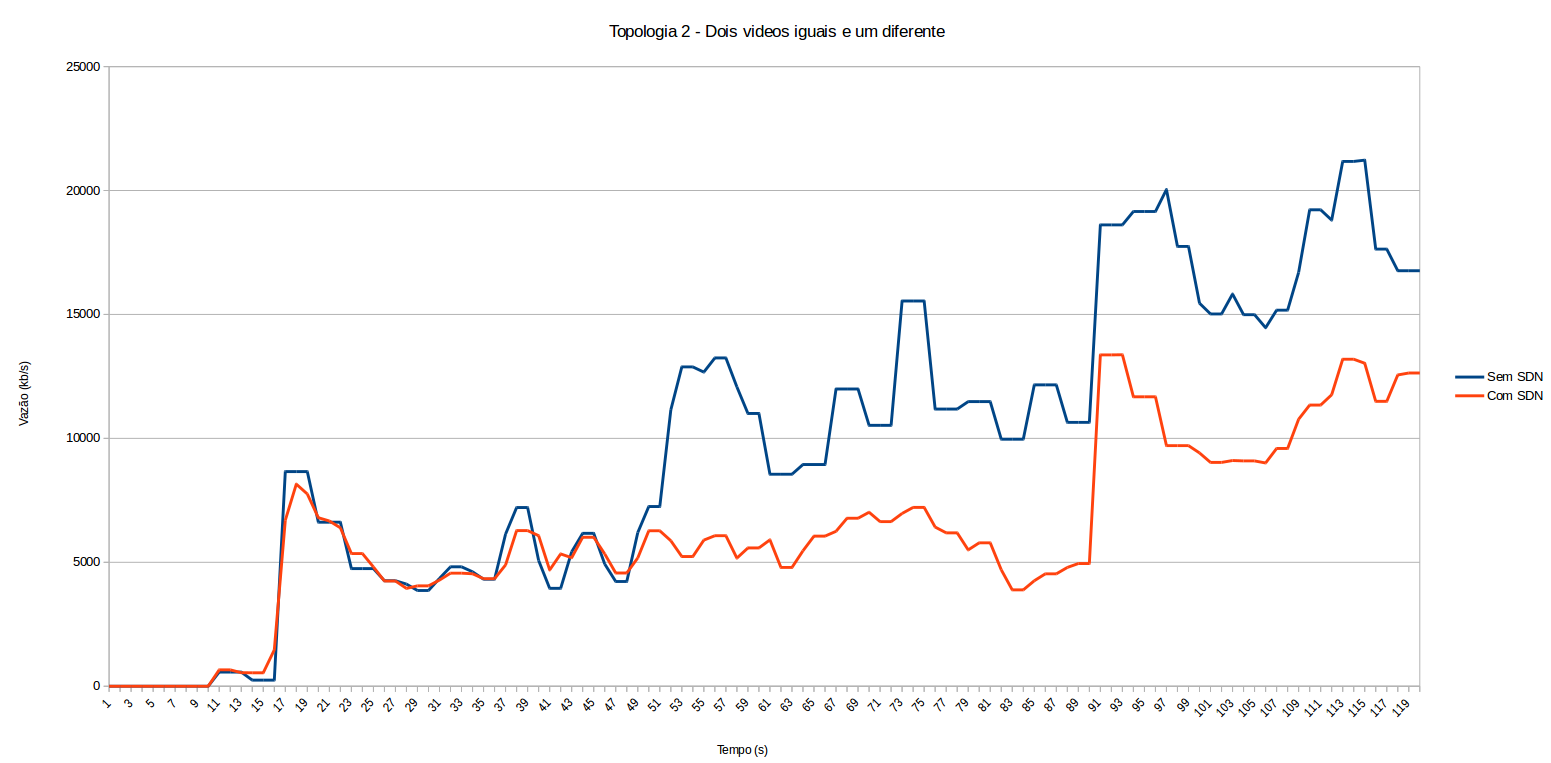 Topologia 2 - Dois videos iguais e um diferente
25000
20000
15000
10000
5000
0
Vazão (kb/s)
1 3 5 7 9 11 13 15 17 19 21 23 25 27 29 31 33 35 37 39 41 43 45 47 49 51 53 55 57 59 61 63 65 67 69 71 73 75 77 79 81 83 85 87 89 91 93 95 97 99 101 103 105 107 109 111 113 115 117 119
Tempo (s)
Sem SDN
Com SDN